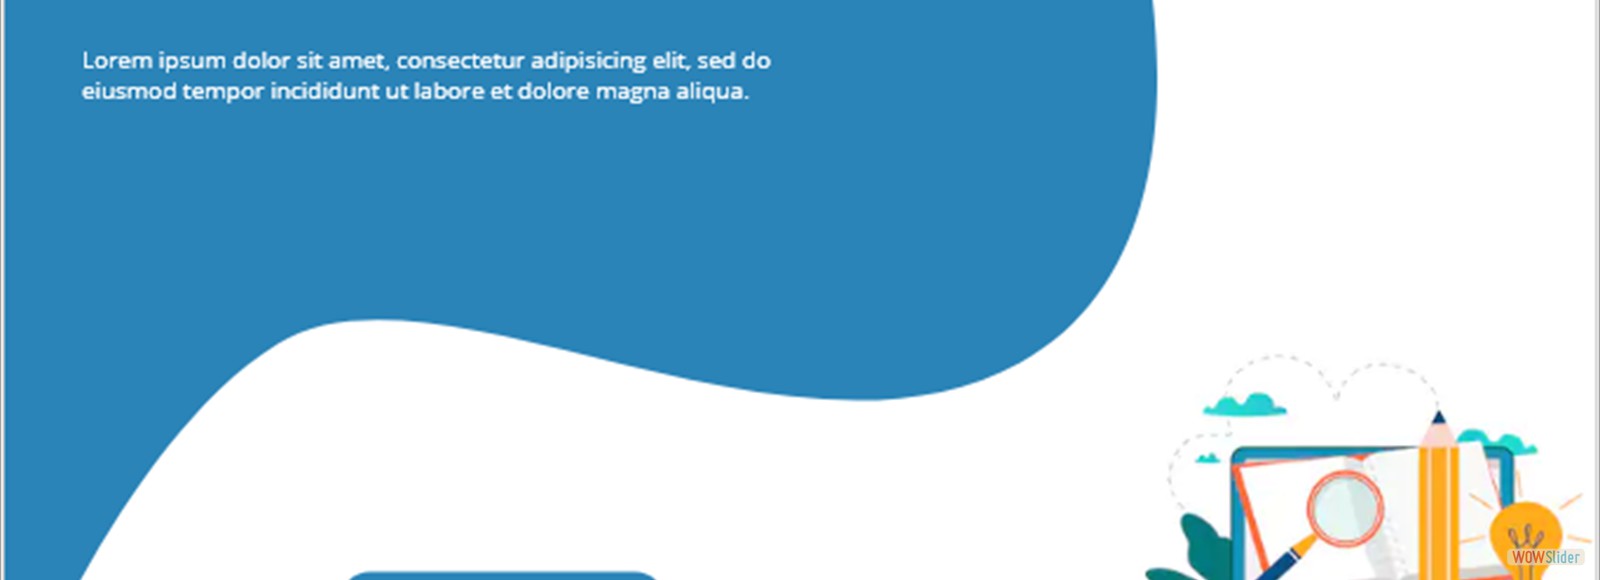 Lorem ipsum dolor sit amet, consectetur adipisicing elit, sed do
eiusmod tempor incididunt ut labore et dolore magna aliqua.
WOWSlider